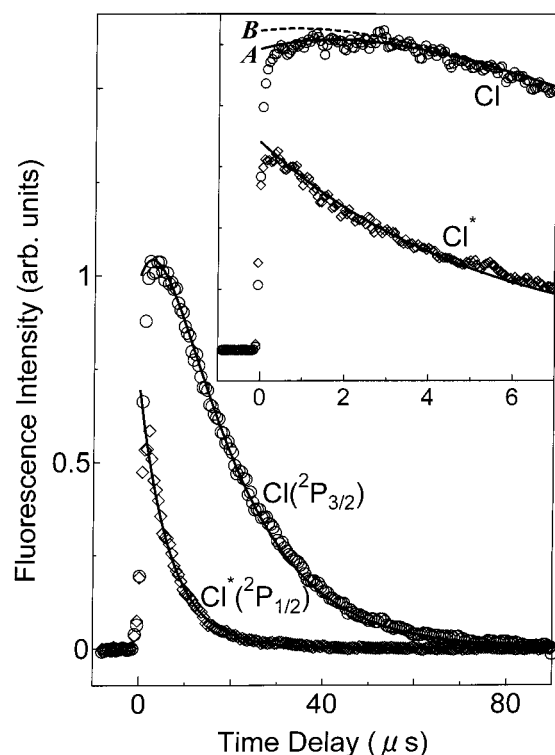 B
A
Cl
Cl*
0 2 4 6
1
0.5
0
Fluorescence Intensity (arb. units)
Cl(²P₃/₂)
Cl*(²P₁/₂)
0 40 80
Time Delay ( μ s)